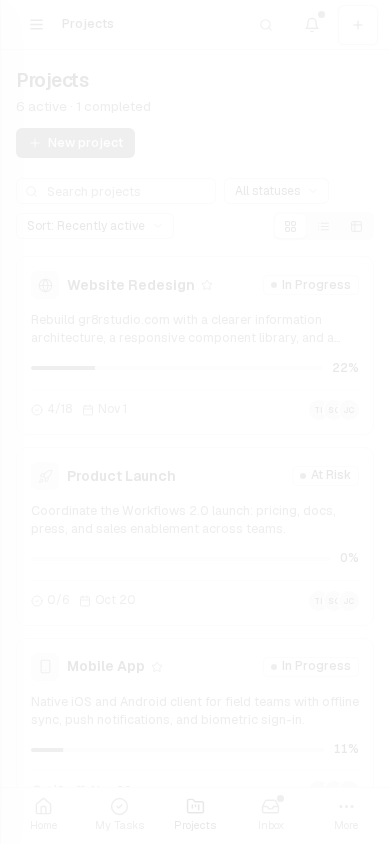 Projects
Projects
6 active · 1 completed
New project
Search projects
All statuses
Sort: Recently active
Website Redesign
In Progress
Rebuild gr8rstudio com with a clearer information
architecture, a responsive component library, and a...
22%
4/18 Nov 1
Product Launch
At Risk
Coordinate the Workflows 2.0 launch: pricing, docs,
press, and sales enablement across teams.
0%
0/6 Oct 20
Mobile App
In Progress
Native iOS and Android client for field teams with offline
sync, push notifications, and biometric sign-in.
11%
Home
My Tasks
Projects
Inbox
More